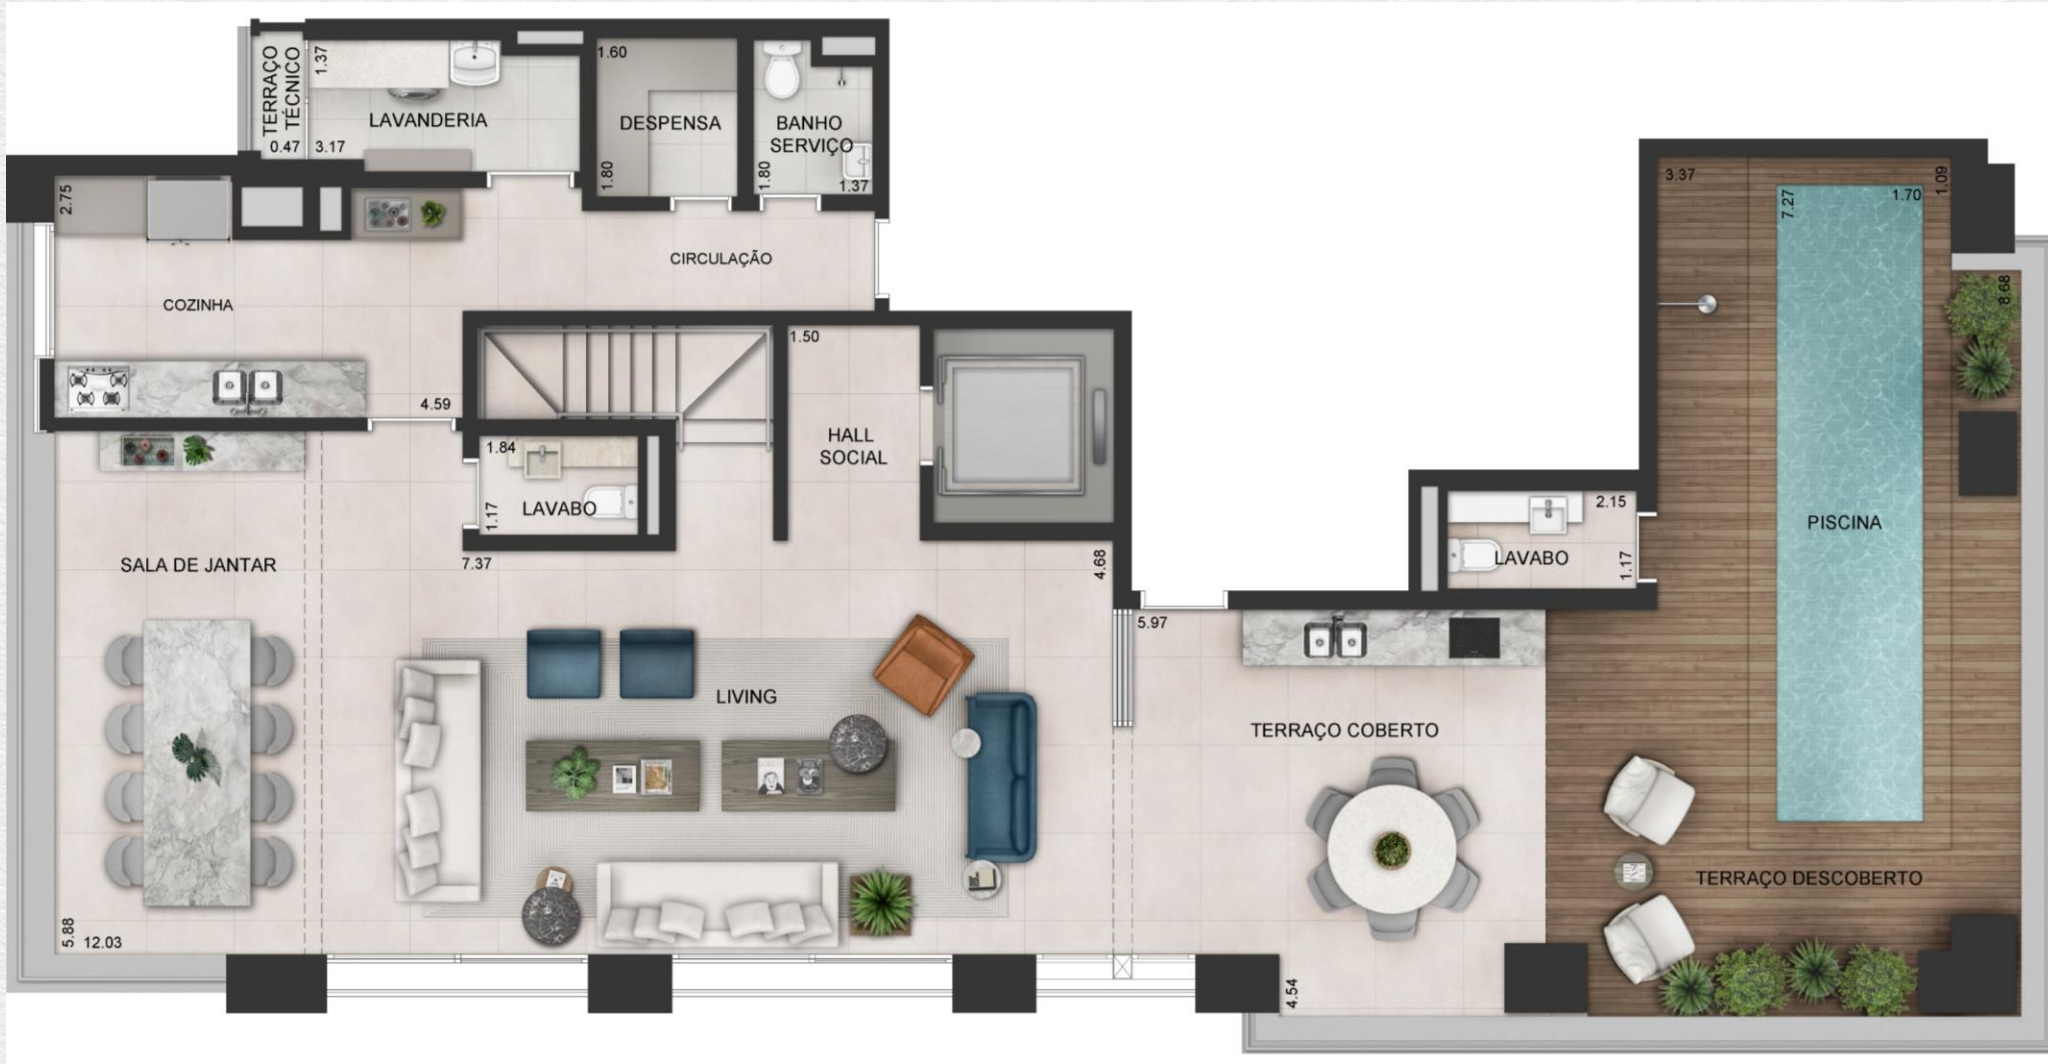 TERRAÇO
TÉCNICO
0.47
1.37
LAVANDERIA
3.17
1.60
DESPENSA
1.80
BANHO
SERVIÇO
1.80
1.37
2.75
COZINHA
CIRCULAÇÃO
4.59
1.50
HALL
SOCIAL
1.84
LAVABO
1.17
7.37
4.68
SALA DE JANTAR
LIVING
5.88
12.03
5.97
TERRAÇO COBERTO
4.54
2.15
LAVABO
1.17
3.37
1.09
7.27
1.70
8.68
PISCINA
TERRAÇO DESCOBERTO